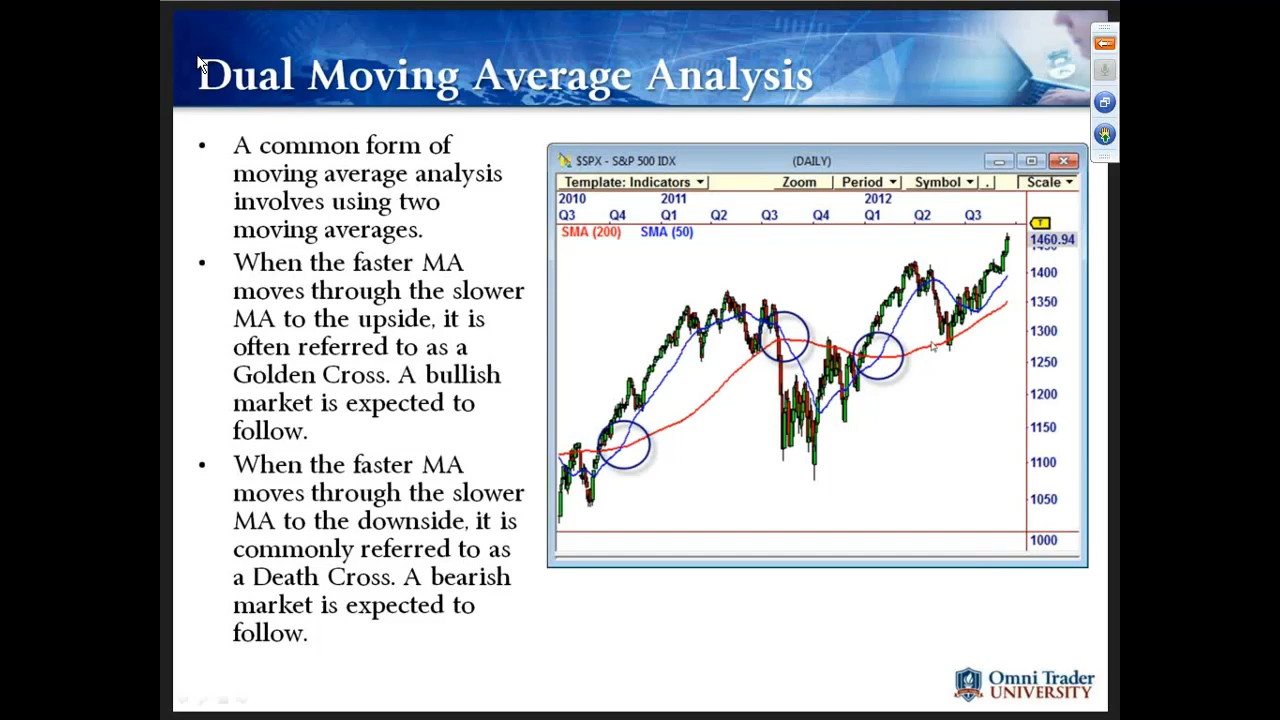 Dual Moving Average Analysis
• A common form of
moving average analysis
involves using two
moving averages.
• When the faster MA
moves through the slower
MA to the upside, it is
often referred to as a
Golden Cross. A bullish
market is expected to
follow.
• When the faster MA
moves through the slower
MA to the downside, it is
commonly referred to as
a Death Cross. A bearish
market is expected to
follow.
$SPX - S&P 500 IDX (DAILY)
Template: Indicators Zoom Period Symbol . Scale
2010 2011 2012
Q3 Q4 Q1 Q2 Q3 Q4 Q1 Q2 Q3
SMA (200) SMA (50)
T
1460.94
1400
1350
1300
1250
1200
1150
1100
1050
1000
Omni Trader
UNIVERSITY